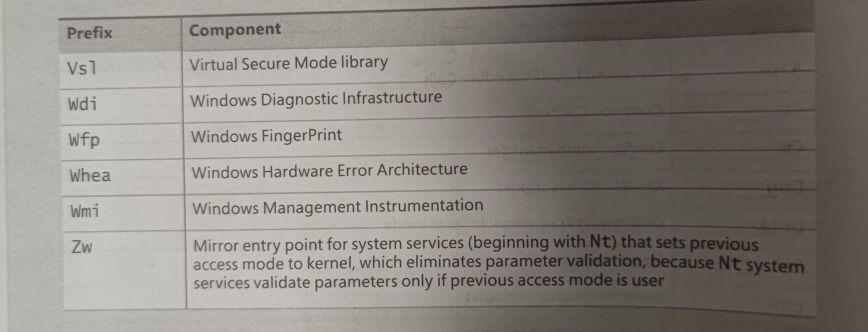 Prefix Component
Vsl Virtual Secure Mode library
Wdi Windows Diagnostic Infrastructure
Wfp Windows FingerPrint
Whea Windows Hardware Error Architecture
Wmi Windows Management Instrumentation
Zw Mirror entry point for system services (beginning with Nt) that sets previous
access mode to kernel, which eliminates parameter validation, because Nt system
services validate parameters only if previous access mode is user